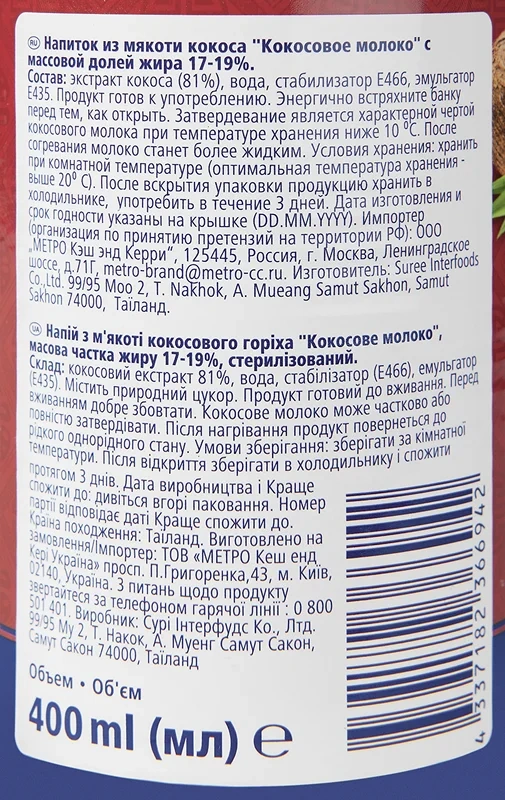 RU Напиток из мякоти кокоса "Кокосовое молоко" с
массовой долей жира 17-19%.
Состав: экстракт кокоса (81%), вода, стабилизатор Е466, эмульгатор
Е435. Продукт готов к употреблению. Энергично встряхните банку
перед тем, как открыть. Затвердевание является характерной чертой
кокосового молока при температуре хранения ниже 10 ⁰C. После
согревания молоко станет более жидким. Условия хранения: хранить
при комнатной температуре (оптимальная температура хранения -
выше 20⁰ С). После вскрытия упаковки продукцию хранить в
холодильнике, употребить в течение 3 дней. Дата изготовления и
срок годности указаны на крышке (DD.MM.YYYY). Импортер
(организация по принятию претензий на территории РФ): ООО
„МЕТРО Кэш энд Керри“, 125445, Россия, г. Москва, Ленинградское
шоссе, д.71Г, metro-brand@metro-cc.ru. Изготовитель: Suree Interfoods
Co.,Ltd. 99/95 Moo 2, T. Nakhok, A. Mueang Samut Sakhon, Samut
Sakhon 74000, Таїланд.
UA Напій з м'якоті кокосового горіха "Кокосове молоко",
масова частка жиру 17-19%, стерилізований.
Склад: кокосовий екстракт 81%, вода, стабілізатор (Е466), емульгатор
(Е435). Містить природний цукор. Продукт готовий до вживання. Перед
вживанням добре збовтати. Кокосове молоко може частково або
повністю затвердівати. Після нагрівання продукт повернеться до
рідкого однорідного стану. Умови зберігання: зберігати за кімнатної
температури. Після відкриття зберігати в холодильнику і спожити
протягом 3 днів. Дата виробництва і Краще
спожити до: дивіться вгорі паковання. Номер
партії відповідає даті Краще спожити до.
Країна походження: Таїланд. Виготовлено на
замовлення/Імпортер: ТОВ «МЕТРО Кеш енд
Кері Україна» просп. П.Григоренка,43, м. Київ,
02140, Україна. З питань щодо продукту
звертайтеся за телефоном гарячої лінії : 0 800
501 401. Виробник: Сурі Інтерфудс Ко., Лтд.
99/95 Му 2, Т. Накок, А. Муенг Самут Сакон,
Самут Сакон 74000, Таїланд
Объем • Об'єм
400 ml (мл) ℮
4 337182 366942